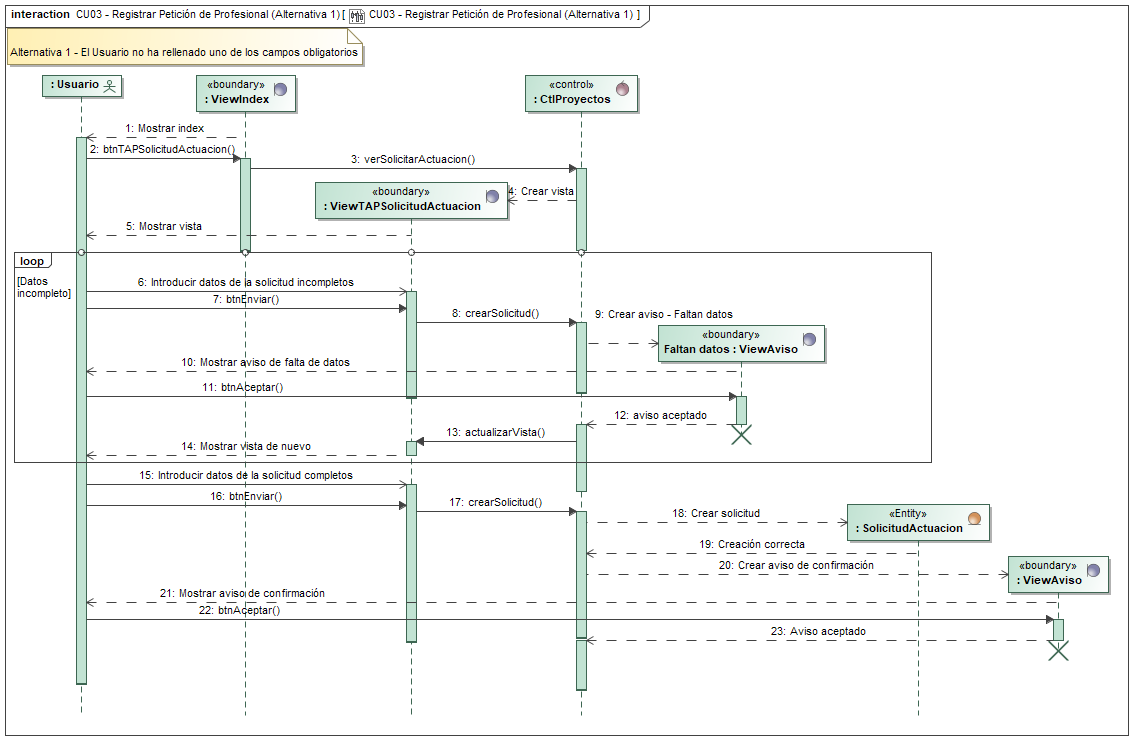 interaction CU03 - Registrar Petición de Profesional (Alternativa 1) [ CU03 - Registrar Petición de Profesional (Alternativa 1) ]
Alternativa 1 - El Usuario no ha rellenado uno de los campos obligatorios
: Usuario
«boundary»
: ViewIndex
«control»
: CtlProyectos
1: Mostrar index
2: btnTAPSolicitudActuacion()
3: verSolicitarActuacion()
«boundary»
: ViewTAPSolicitudActuacion
4: Crear vista
5: Mostrar vista
loop
[Datos
incompleto]
6: Introducir datos de la solicitud incompletos
7: btnEnviar()
8: crearSolicitud()
9: Crear aviso - Faltan datos
«boundary»
Faltan datos : ViewAviso
10: Mostrar aviso de falta de datos
11: btnAceptar()
12: aviso aceptado
13: actualizarVista()
14: Mostrar vista de nuevo
15: Introducir datos de la solicitud completos
16: btnEnviar()
17: crearSolicitud()
18: Crear solicitud
«Entity»
: SolicitudActuacion
19: Creación correcta
20: Crear aviso de confirmación
«boundary»
: ViewAviso
21: Mostrar aviso de confirmación
22: btnAceptar()
23: Aviso aceptado